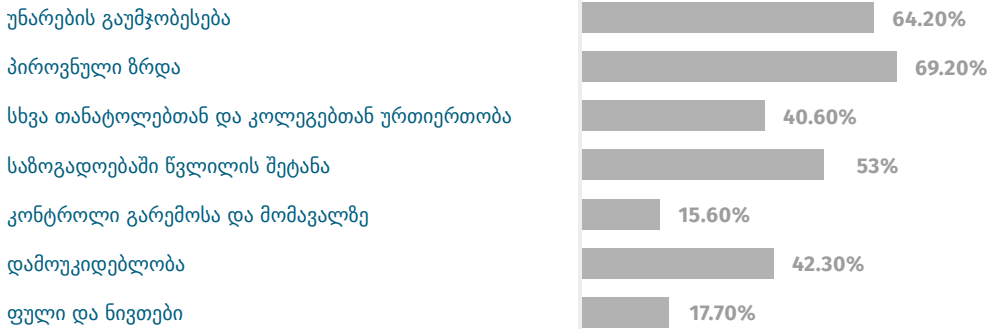 უნარების გაუმჯობესება 64.20%
პიროვნული ზრდა 69.20%
სხვა თანატოლებთან და კოლეგებთან ურთიერთობა 40.60%
საზოგადოებაში წვლილის შეტანა 53%
კონტროლი გარემოსა და მომავალზე 15.60%
დამოუკიდებლობა 42.30%
ფული და ნივთები 17.70%